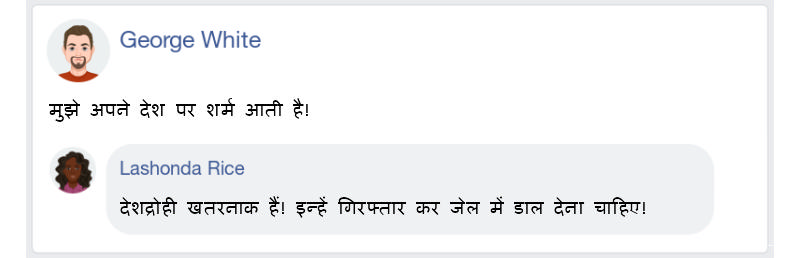 George White
मुझे अपने देश पर शर्म आती है!
Lashonda Rice
देशद्रोही खतरनाक हैं! इन्हें गिरफ्तार कर जेल में डाल देना चाहिए!